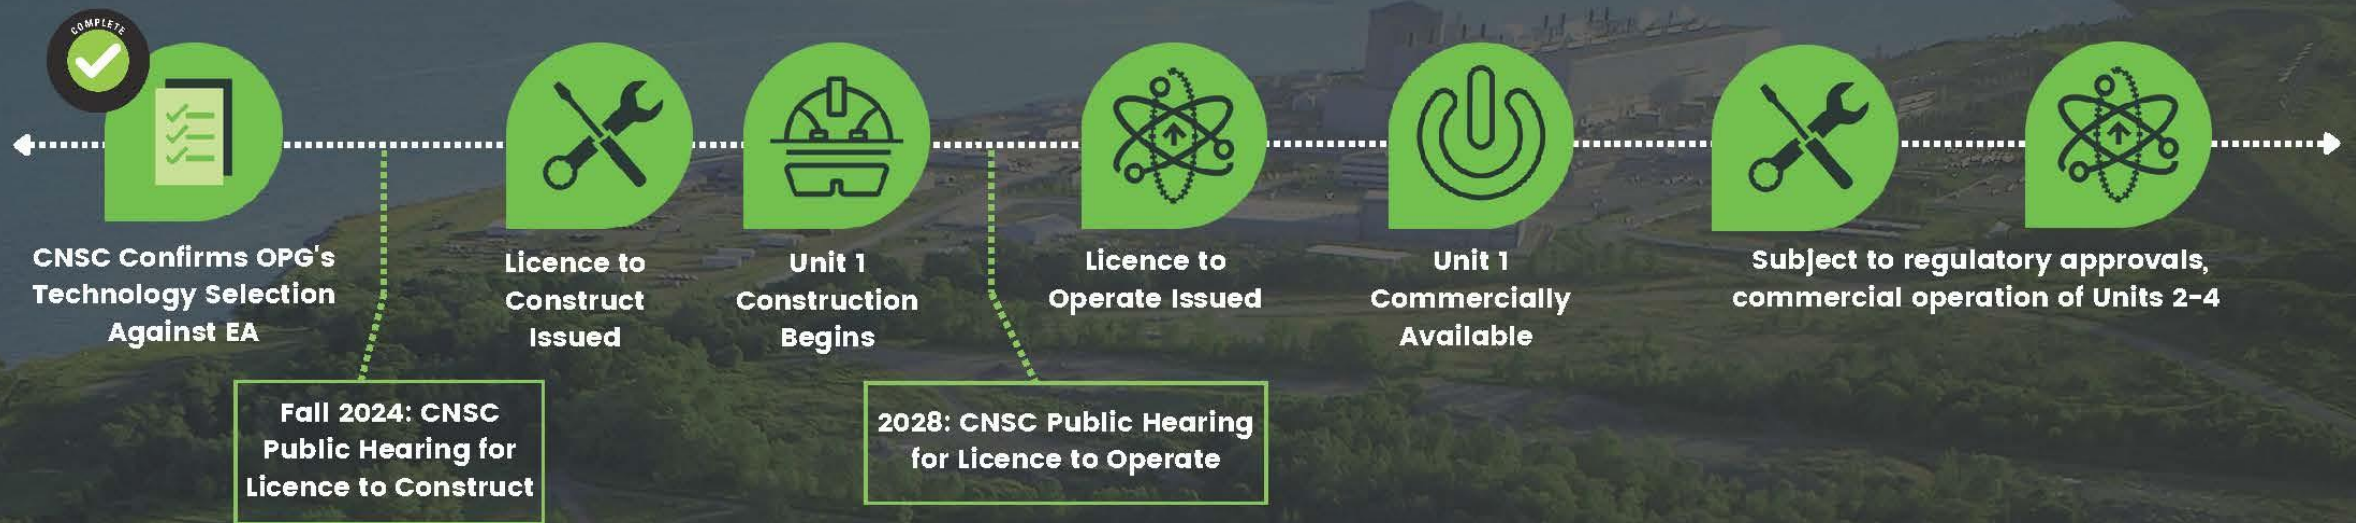 COMPLETE
CNSC Confirms OPG's
Technology Selection
Against EA
Fall 2024: CNSC
Public Hearing for
Licence to Construct
Licence to
Construct
Issued
Unit 1
Construction
Begins
2028: CNSC Public Hearing
for Licence to Operate
Licence to
Operate Issued
Unit 1
Commercially
Available
Subject to regulatory approvals,
commercial operation of Units 2-4